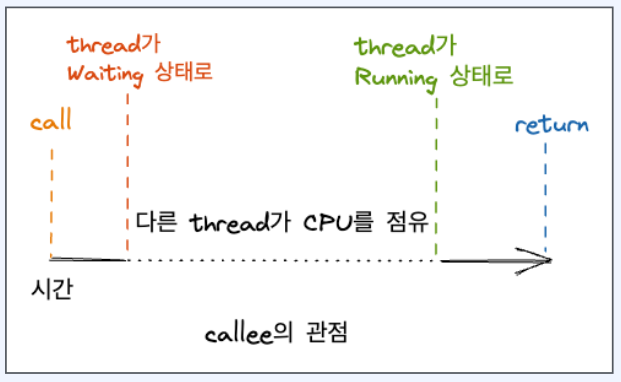 thread가
Waiting 상태로
thread가
Running 상태로
call
return
다른 thread가 CPU를 점유
시간
callee의 관점